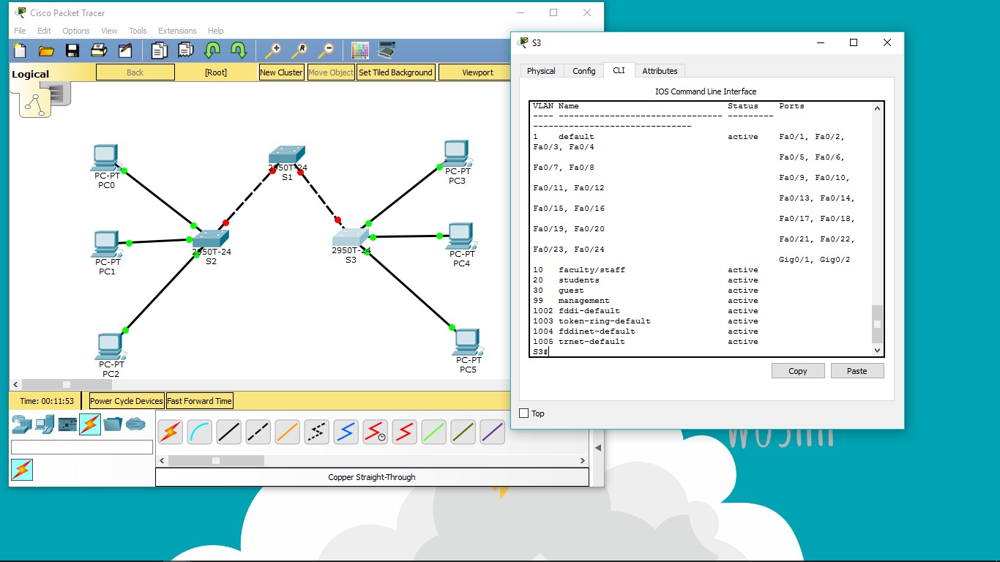 Cisco Packet Tracer
File Edit Options View Tools Extensions Help
Logical
Back
[Root]
New Cluster
Move Object
Set Tiled Background
Viewport
PC-PT
PC0
2950T-24
S1
PC-PT
PC3
PC-PT
PC1
2950T-24
S2
2950T-24
S3
PC-PT
PC4
PC-PT
PC2
PC-PT
PC5
Time: 00:11:53
Power Cycle Devices
Fast Forward Time
Copper Straight-Through
S3
Physical Config CLI Attributes
IOS Command Line Interface
VLAN Name Status Ports
---- -------------------------------- ---------
-------------------------------
1 default active Fa0/1, Fa0/2,
Fa0/3, Fa0/4
Fa0/5, Fa0/6,
Fa0/7, Fa0/8
Fa0/9, Fa0/10,
Fa0/11, Fa0/12
Fa0/13, Fa0/14,
Fa0/15, Fa0/16
Fa0/17, Fa0/18,
Fa0/19, Fa0/20
Fa0/21, Fa0/22,
Fa0/23, Fa0/24
Gig0/1, Gig0/2
10 faculty/staff active
20 students active
30 guest active
99 management active
1002 fddi-default active
1003 token-ring-default active
1004 fddinet-default active
1005 trnet-default active
S3#
Copy
Paste
Top